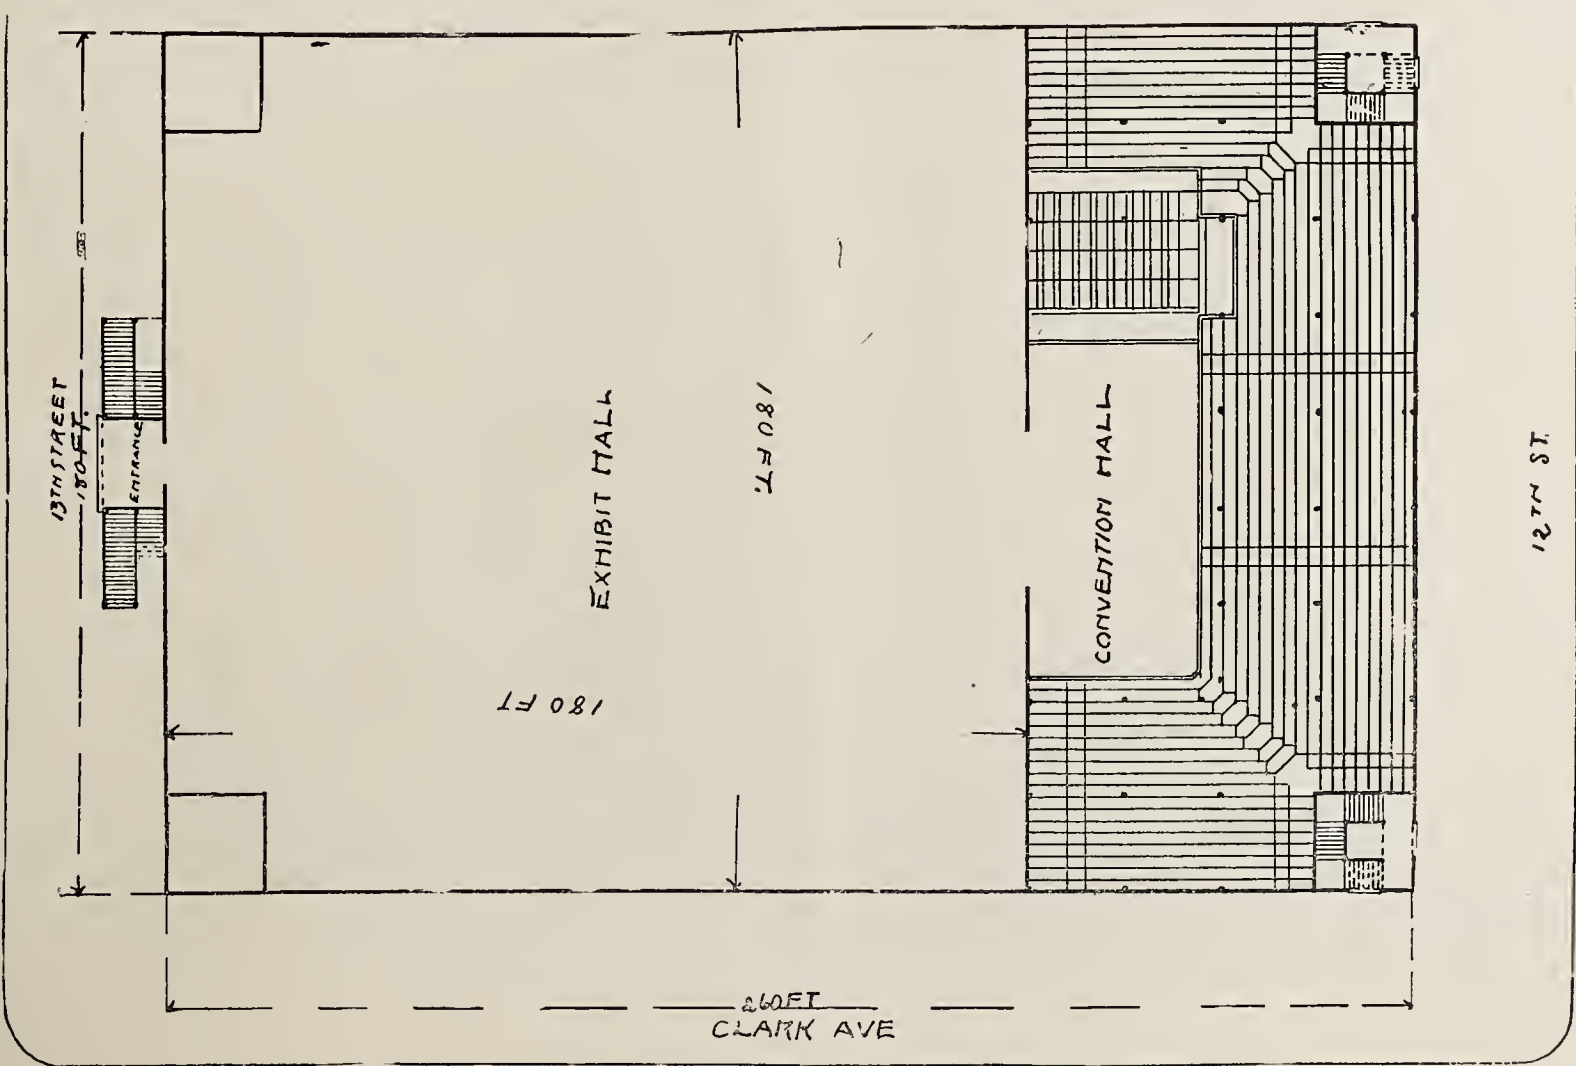 13TH STREET
180 FT.
ENTRANCE
EXHIBIT HALL
180 FT.
180 FT
CONVENTION HALL
12TH ST.
260 FT
CLARK AVE